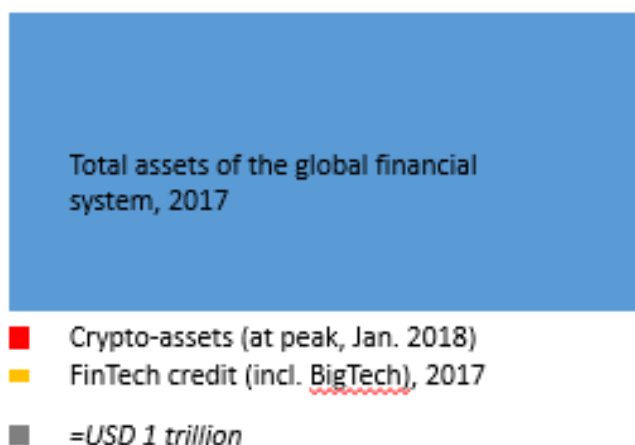 Total assets of the global financial
system, 2017
Crypto-assets (at peak, Jan. 2018)
FinTech credit (incl. BigTech), 2017
=USD 1 trillion